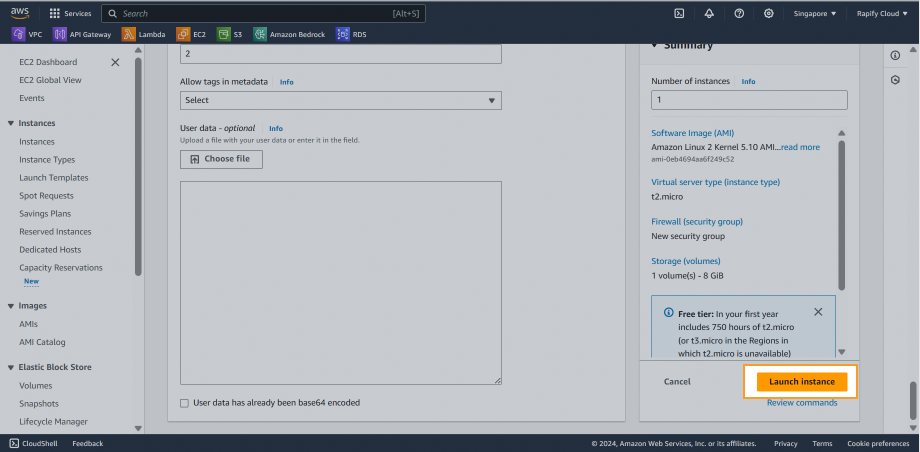 aws
Services
Search
[Alt+S]
Singapore
Rapify Cloud
VPC
API Gateway
Lambda
EC2
S3
Amazon Bedrock
RDS
EC2 Dashboard
EC2 Global View
Events
Instances
Instances
Instance Types
Launch Templates
Spot Requests
Savings Plans
Reserved Instances
Dedicated Hosts
Capacity Reservations
New
Images
AMIs
AMI Catalog
Elastic Block Store
Volumes
Snapshots
Lifecycle Manager
2
Allow tags in metadata Info
Select
User data - optional Info
Upload a file with your user data or enter it in the field.
Choose file
User data has already been base64 encoded
Summary
Number of instances Info
1
Software Image (AMI)
Amazon Linux 2 Kernel 5.10 AMI...read more
ami-0eb4694aa6f249c52
Virtual server type (instance type)
t2.micro
Firewall (security group)
New security group
Storage (volumes)
1 volume(s) - 8 GiB
Free tier: In your first year
includes 750 hours of t2.micro
(or t3.micro in the Regions in
which t2.micro is unavailable)
Cancel
Launch instance
Review commands
CloudShell
Feedback
© 2024, Amazon Web Services, Inc. or its affiliates.
Privacy
Terms
Cookie preferences